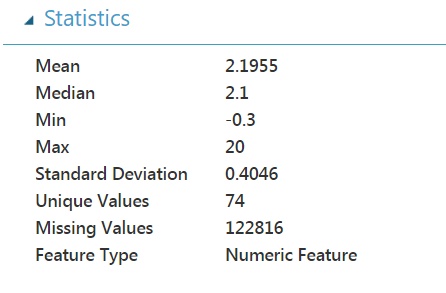 Statistics
Mean 2.1955
Median 2.1
Min -0.3
Max 20
Standard Deviation 0.4046
Unique Values 74
Missing Values 122816
Feature Type Numeric Feature